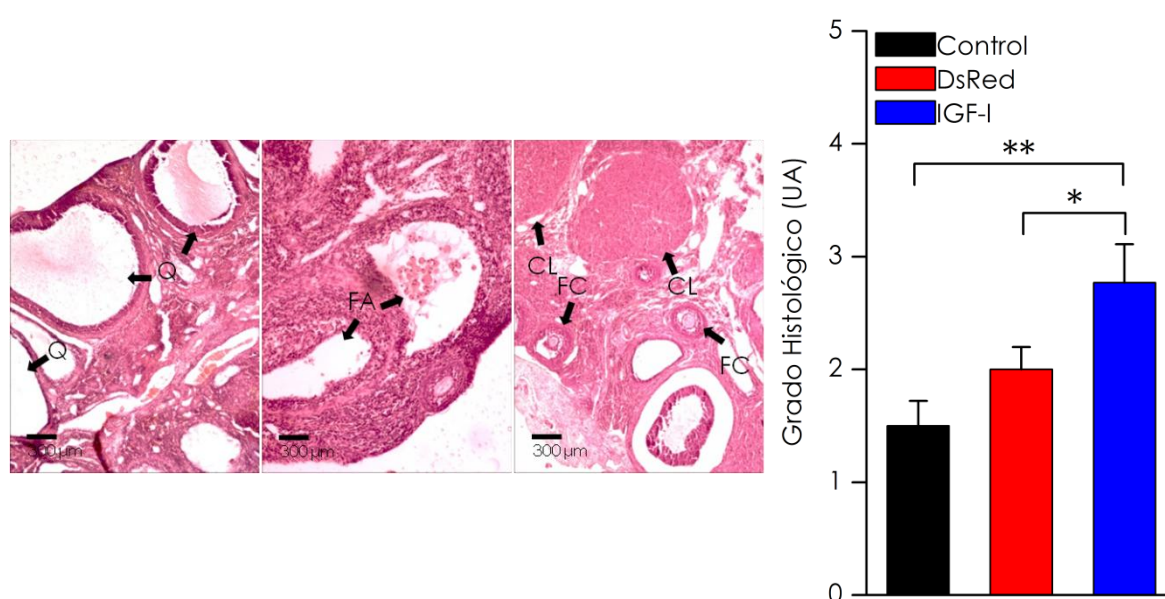 Q
Q
300 µm
FA
300 µm
CL
FC
CL
FC
300 µm
Grado Histológico (UA)
5
4
3
2
1
0
Control
DsRed
IGF-I
**
*